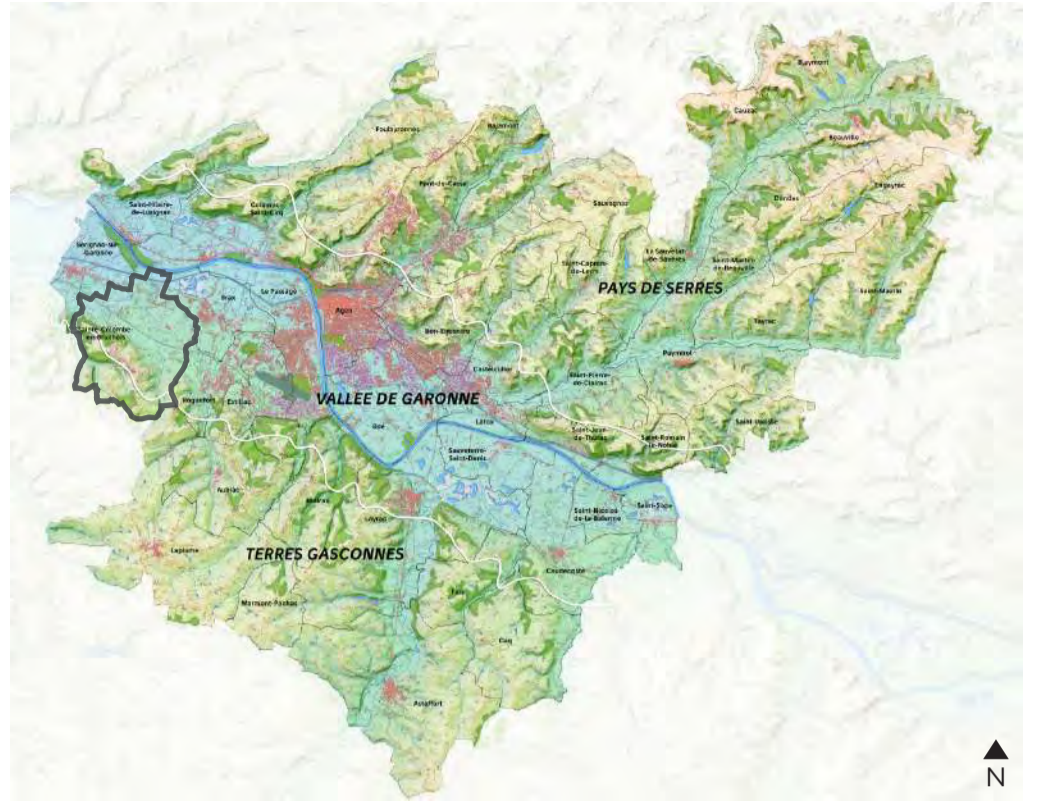 Blaymont
Cauzac
Beauville
Foulayronnes
Bajamont
Pont-du-Casse
Engayrac
Dondas
Sauvagnas
Saint-Hilaire-
de-Lusignan
Colayrac-
Saint-Cirq
Sérignac-sur-
Garonne
La Sauvetat-
de-Savères
Saint-Martin-
de-Beauville
Saint-Caprais-
de-Lerm
PAYS DE SERRES
Saint-Maurin
Brax
Le Passage
Agen
Tayrac
Sainte-Colombe-
en-Bruilhois
Bon-Encontre
Puymirol
Castelculier
Saint-Pierre-
de-Clairac
VALLEE DE GARONNE
Roquefort
Estillac
Boé
Lafox
Saint-Jean-
de-Thurac
Saint-Romain-
le-Noble
Saint-Urcisse
Sauveterre-
Saint-Denis
Aubiac
Moirax
Layrac
Saint-Nicolas-
de-la-Balerme
Saint-Sixte
TERRES GASCONNES
Laplume
Caudecoste
Marmont-Pachas
Fals
Cuq
Astaffort
N